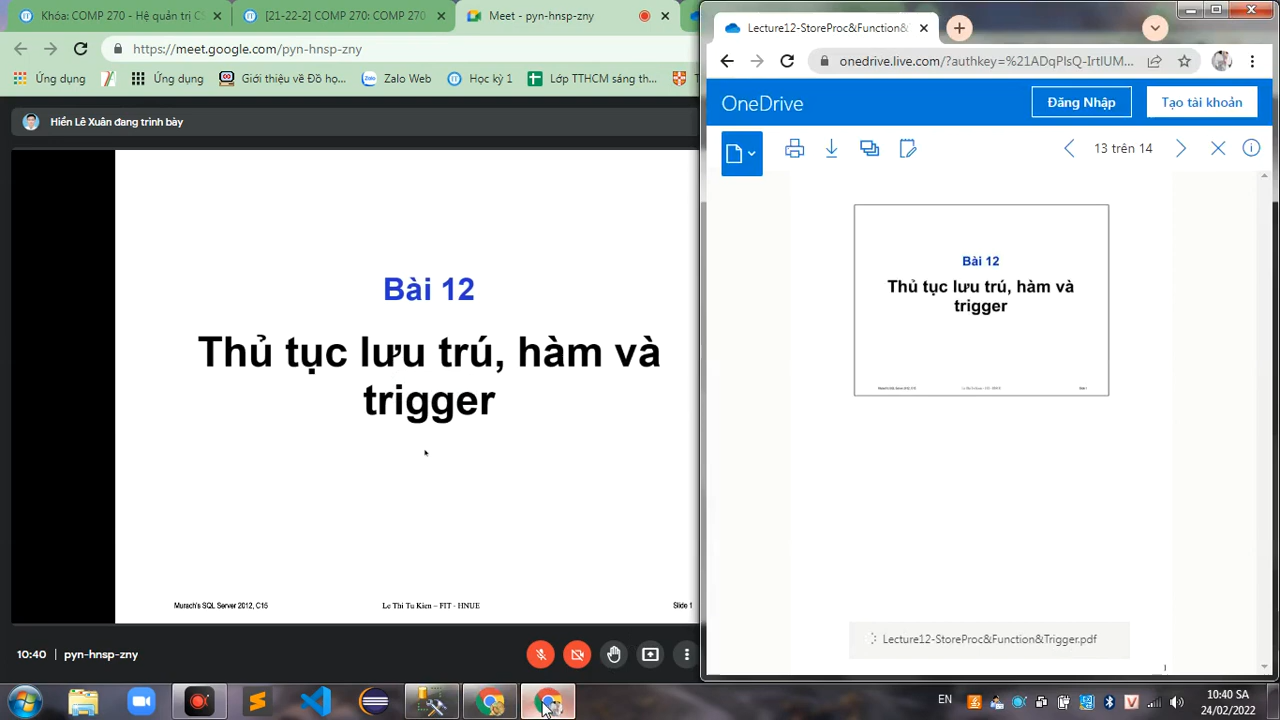 Khóa: COMP 270 - Hệ quản trị C
[21-22-2] COMP 270: COMP 270
Meet - pyn-hnsp-zny
https://meet.google.com/pyn-hnsp-zny
Ứng dụng
Ứng dụng
Giới thiệu về Đồ họ...
Zalo Web
Học kỳ 1
Lớp TTHCM sáng th...
Hiển Lê Văn đang trình bày
Bài 12
Thủ tục lưu trú, hàm và
trigger
Murach's SQL Server 2012, C15
Le Thi Tu Kien – FIT - HNUE
Slide 1
10:40
pyn-hnsp-zny
Lecture12-StoreProc&Function&
onedrive.live.com/?authkey=%21ADqPlsQ-IrtlUM...
OneDrive
Đăng Nhập
Tạo tài khoản
13 trên 14
Bài 12
Thủ tục lưu trú, hàm và
trigger
Lecture12-StoreProc&Function&Trigger.pdf
1
EN
10:40 SA
24/02/2022